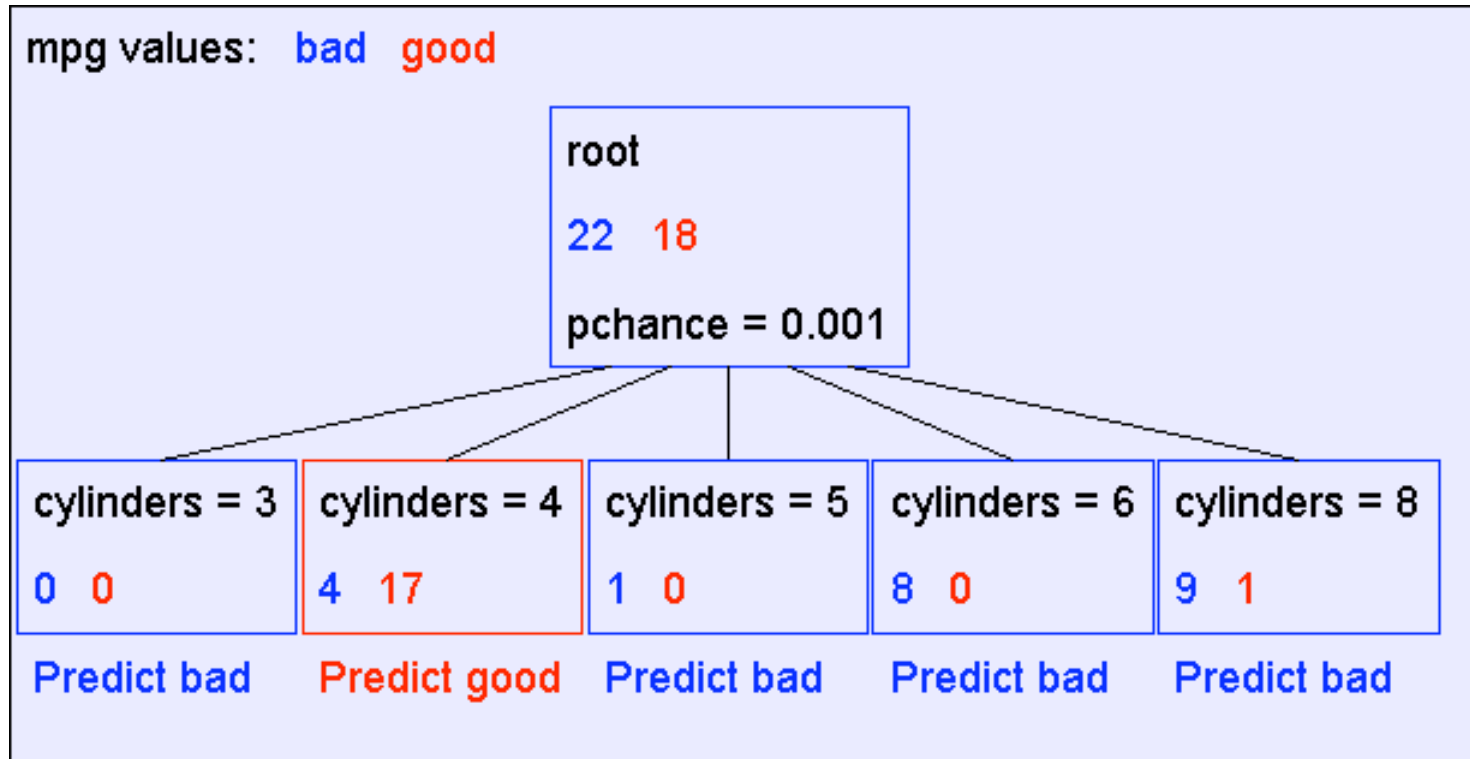 mpg values: bad good
root
22 18
pchance = 0.001
cylinders = 3
0 0
Predict bad
cylinders = 4
4 17
Predict good
cylinders = 5
1 0
Predict bad
cylinders = 6
8 0
Predict bad
cylinders = 8
9 1
Predict bad